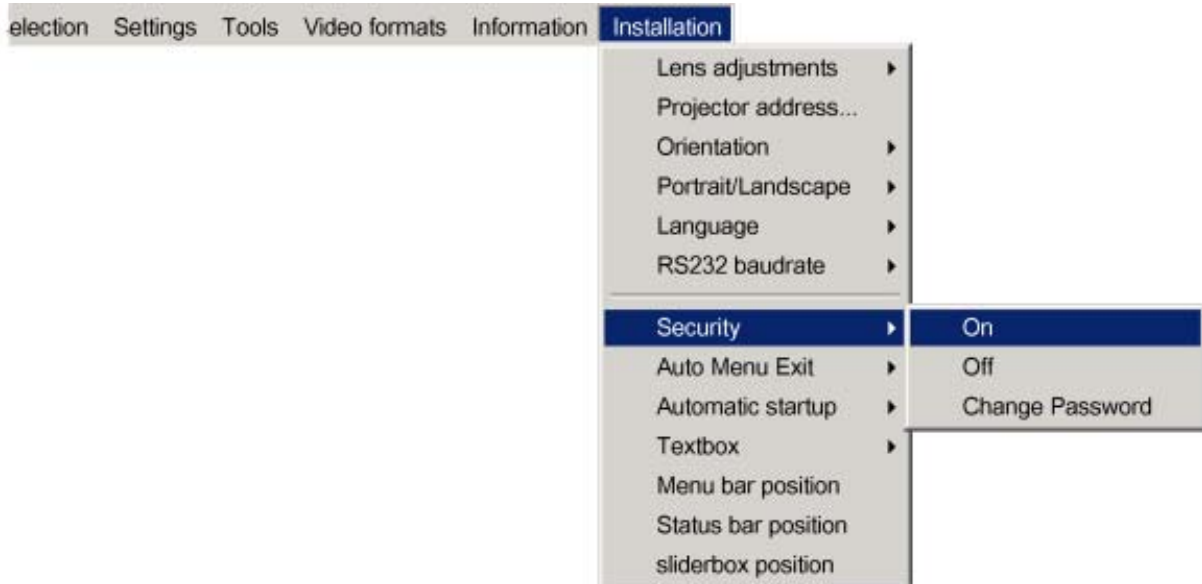 election Settings Tools Video formats Information Installation
Lens adjustments
Projector address...
Orientation
Portrait/Landscape
Language
RS232 baudrate
Security On
Auto Menu Exit Off
Automatic startup Change Password
Textbox
Menu bar position
Status bar position
sliderbox position